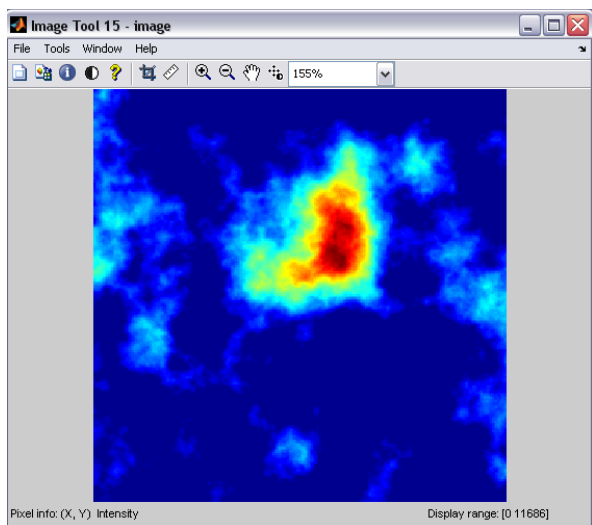 Image Tool 15 - image
File Tools Window Help
155%
Pixel info: (X, Y) Intensity
Display range: [0 11686]